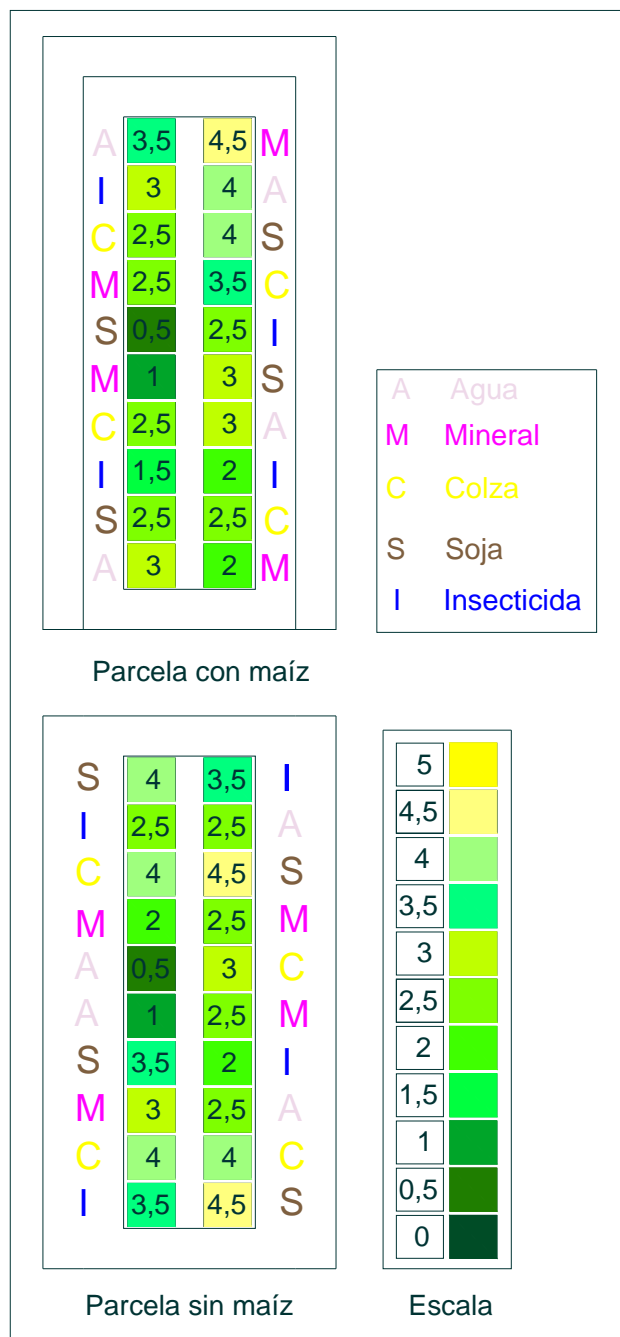 A 3,5 4,5 M
I 3 4 A
C 2,5 4 S
M 2,5 3,5 C
S 0,5 2,5 I
M 1 3 S
C 2,5 3 A
I 1,5 2 I
S 2,5 2,5 C
A 3 2 M
Parcela con maíz
A Agua
M Mineral
C Colza
S Soja
I Insecticida
S 4 3,5 I
I 2,5 2,5 A
C 4 4,5 S
M 2 2,5 M
A 0,5 3 C
A 1 2,5 M
S 3,5 2 I
M 3 2,5 A
C 4 4 C
I 3,5 4,5 S
Parcela sin maíz
5
4,5
4
3,5
3
2,5
2
1,5
1
0,5
0
Escala